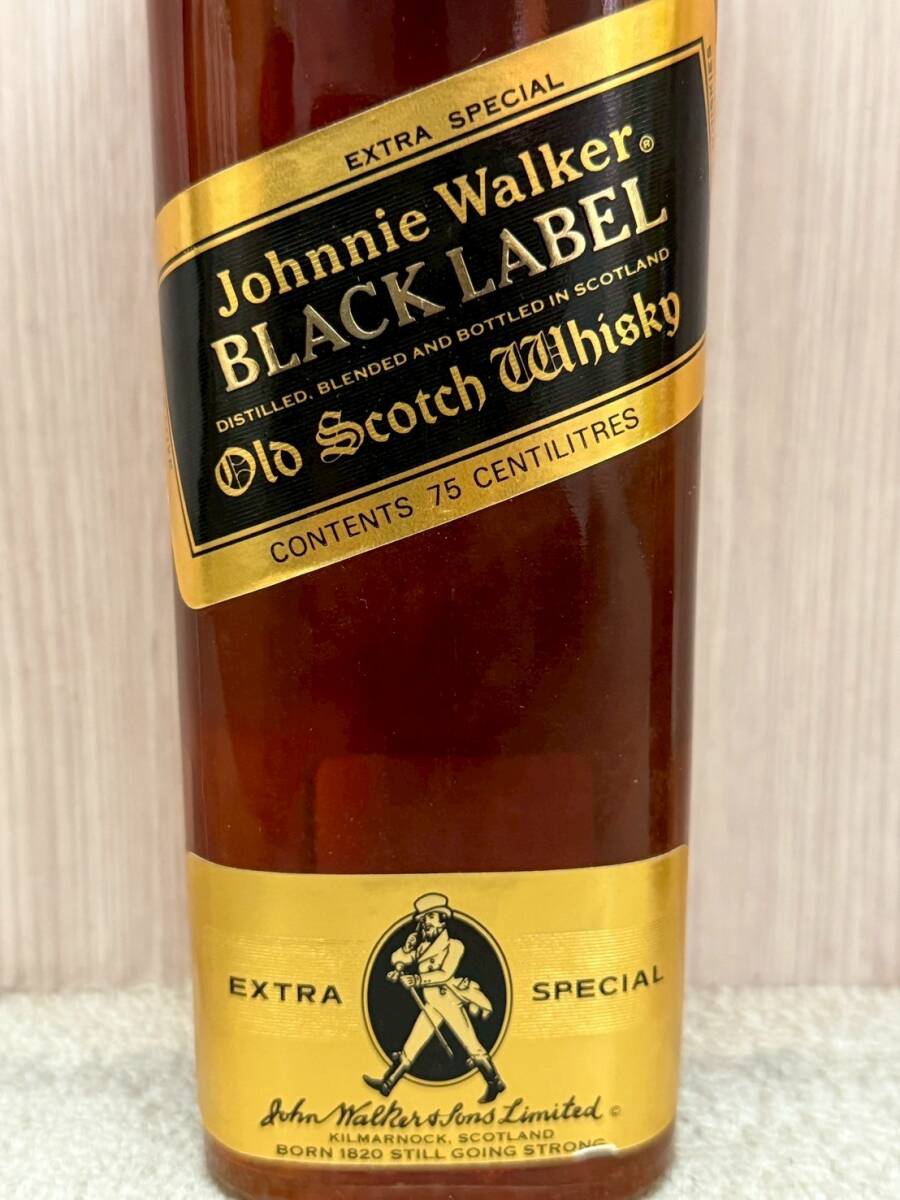 EXTRA SPECIAL
Johnnie Walker®
BLACK LABEL
DISTILLED, BLENDED AND BOTTLED IN SCOTLAND
Old Scotch Whisky
CONTENTS 75 CENTILITRES
EXTRA SPECIAL
John Walker & Sons Limited ©
KILMARNOCK, SCOTLAND
BORN 1820 STILL GOING STRONG